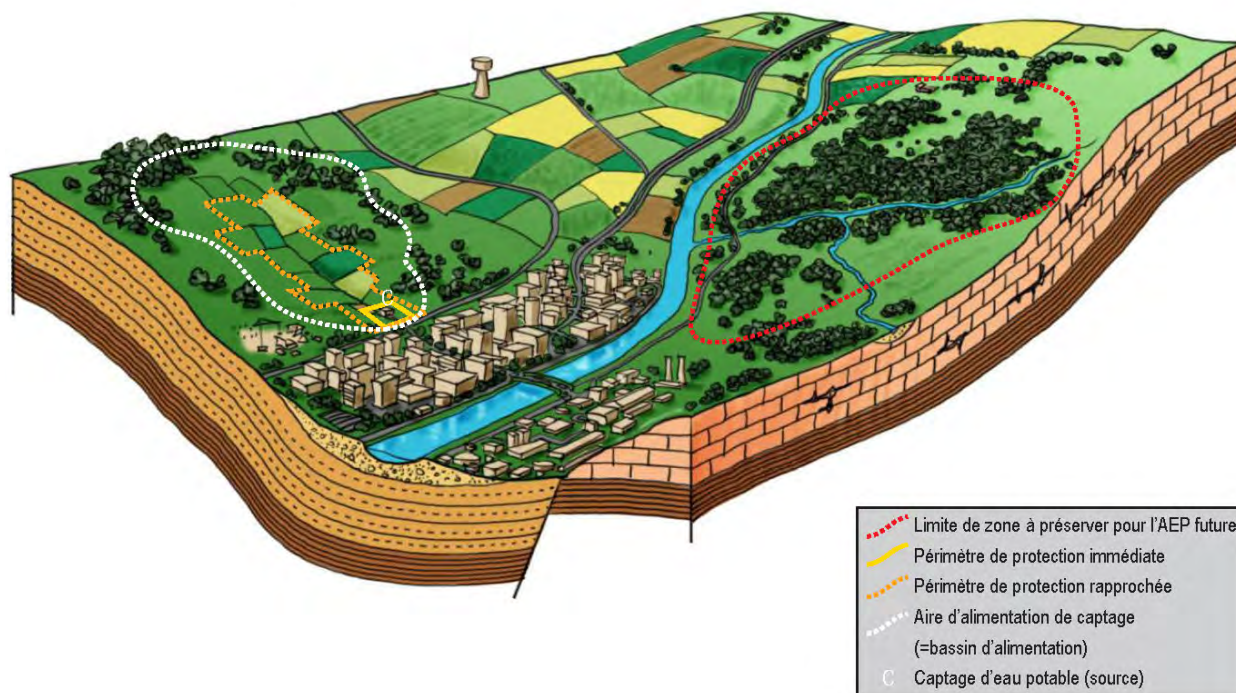 C
Limite de zone à préserver pour l'AEP future
Périmètre de protection immédiate
Périmètre de protection rapprochée
Aire d'alimentation de captage
(=bassin d'alimentation)
C Captage d'eau potable (source)